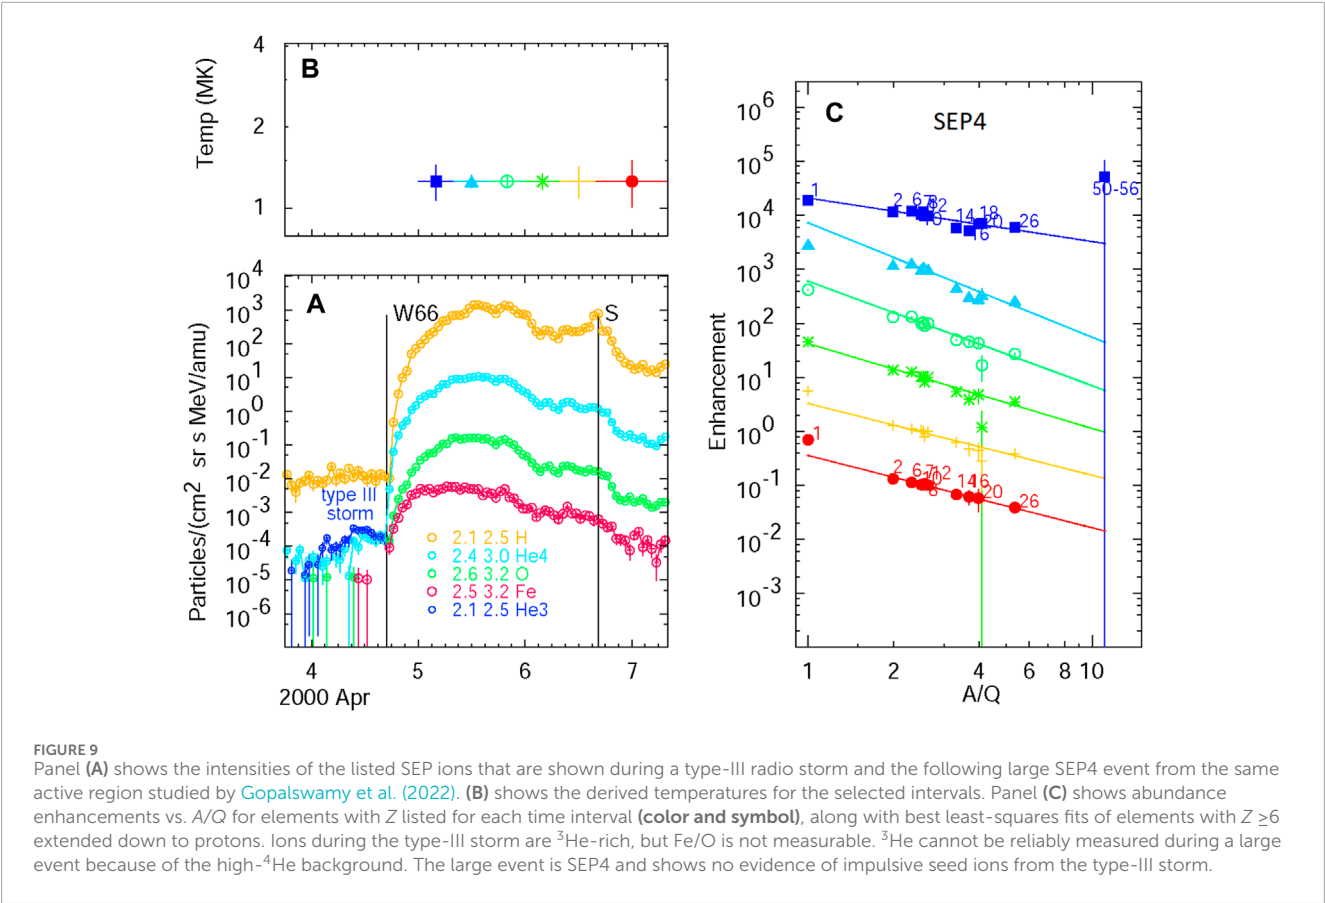 B
Temp (MK)
4
2
1
A
W66
S
10^4
10^3
10^2
10^1
10^0
10^-1
10^-2
10^-3
10^-4
10^-5
10^-6
Particles/(cm^2 sr s MeV/amu)
type III
storm
2.1 2.5 H
2.4 3.0 He4
2.6 3.2 O
2.5 3.2 Fe
2.1 2.5 He3
4 5 6 7
2000 Apr
C
SEP4
10^6
10^5
10^4
10^3
10^2
10^1
10^0
10^-1
10^-2
10^-3
Enhancement
1
2 6 7 8 12
10
14 18
20
16
26
50-56
1
2 6 7 12
10
8
14 16
20
26
1 2 4 6 8 10
A/Q
FIGURE 9
Panel (A) shows the intensities of the listed SEP ions that are shown during a type-III radio storm and the following large SEP4 event from the same
active region studied by Gopalswamy et al. (2022). (B) shows the derived temperatures for the selected intervals. Panel (C) shows abundance
enhancements vs. A/Q for elements with Z listed for each time interval (color and symbol), along with best least-squares fits of elements with Z ≥6
extended down to protons. Ions during the type-III storm are ³He-rich, but Fe/O is not measurable. ³He cannot be reliably measured during a large
event because of the high-⁴He background. The large event is SEP4 and shows no evidence of impulsive seed ions from the type-III storm.